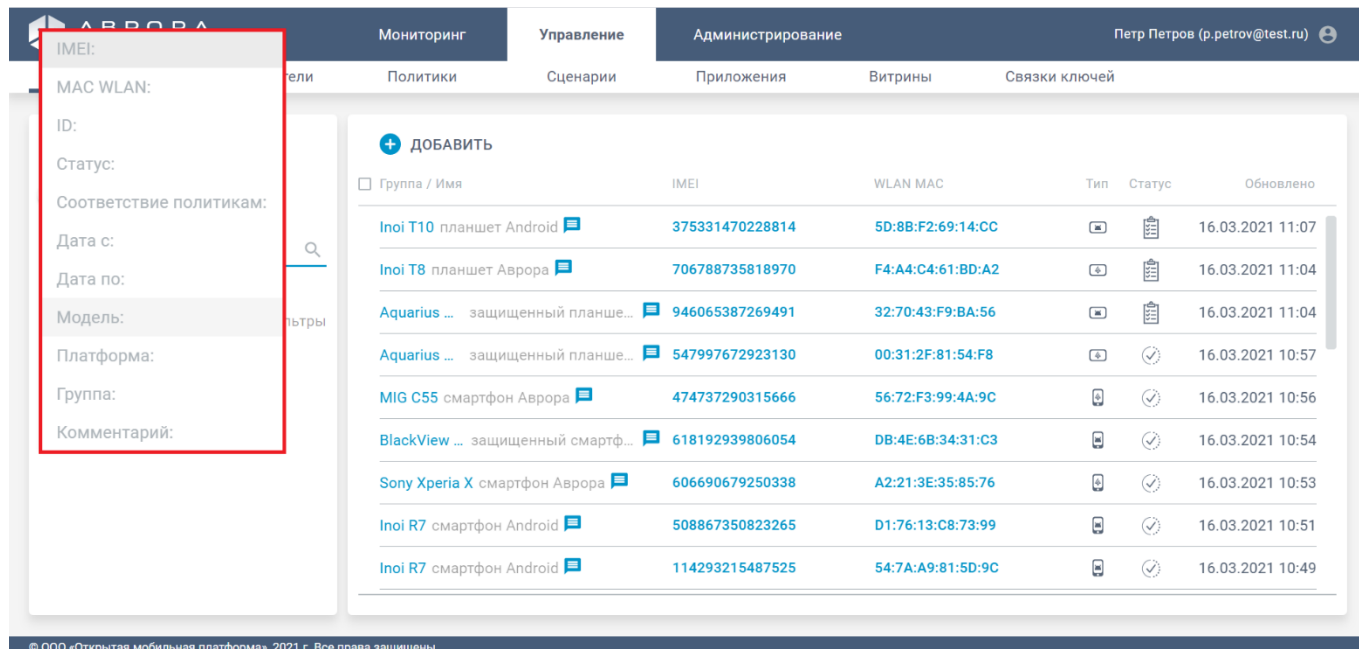 АВРОРА
Мониторинг
Управление
Администрирование
Петр Петров (p.petrov@test.ru)
Политики
Сценарии
Приложения
Витрины
Связки ключей
IMEI:
MAC WLAN:
ID:
Статус:
Соответствие политикам:
Дата с:
Дата по:
Модель:
Платформа:
Группа:
Комментарий:
ДОБАВИТЬ
Группа / Имя IMEI WLAN MAC Тип Статус Обновлено
Inoi T10 планшет Android 375331470228814 5D:8B:F2:69:14:CC 16.03.2021 11:07
Inoi T8 планшет Аврора 706788735818970 F4:A4:C4:61:BD:A2 16.03.2021 11:04
Aquarius ... защищенный планше... 946065387269491 32:70:43:F9:BA:56 16.03.2021 11:04
Aquarius ... защищенный планше... 547997672923130 00:31:2F:81:54:F8 16.03.2021 10:57
MIG C55 смартфон Аврора 474737290315666 56:72:F3:99:4A:9C 16.03.2021 10:56
BlackView ... защищенный смартф... 618192939806054 DB:4E:6B:34:31:C3 16.03.2021 10:54
Sony Xperia X смартфон Аврора 606690679250338 A2:21:3E:35:85:76 16.03.2021 10:53
Inoi R7 смартфон Android 508867350823265 D1:76:13:C8:73:99 16.03.2021 10:51
Inoi R7 смартфон Android 114293215487525 54:7A:A9:81:5D:9C 16.03.2021 10:49
© ООО «Открытая мобильная платформа», 2021 г. Все права защищены